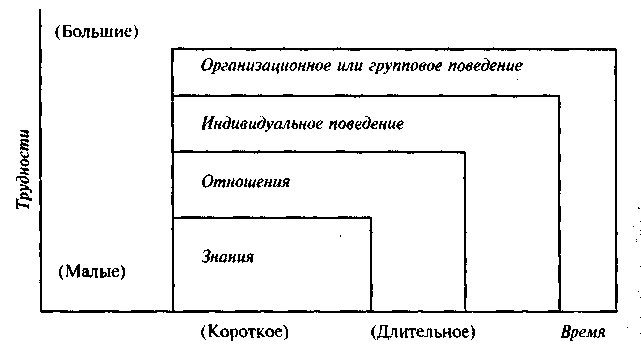 (Большие)
Организационное или групповое поведение
Индивидуальное поведение
Трудности
Отношения
Знания
(Малые)
(Короткое)
(Длительное)
Время